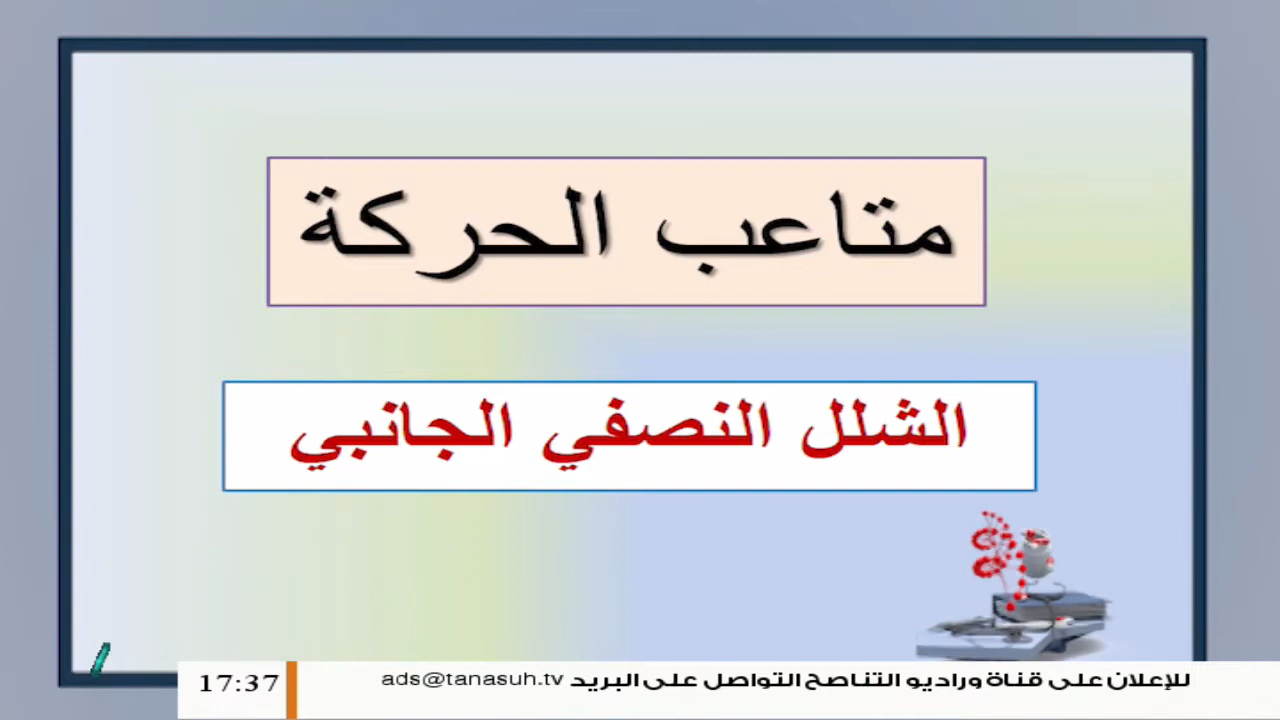 متاعب الحركة
الشلل النصفي الجانبي
للإعلان على قناة وراديو التناصح التواصل على البريد ads@tanasuh.tv
17:37